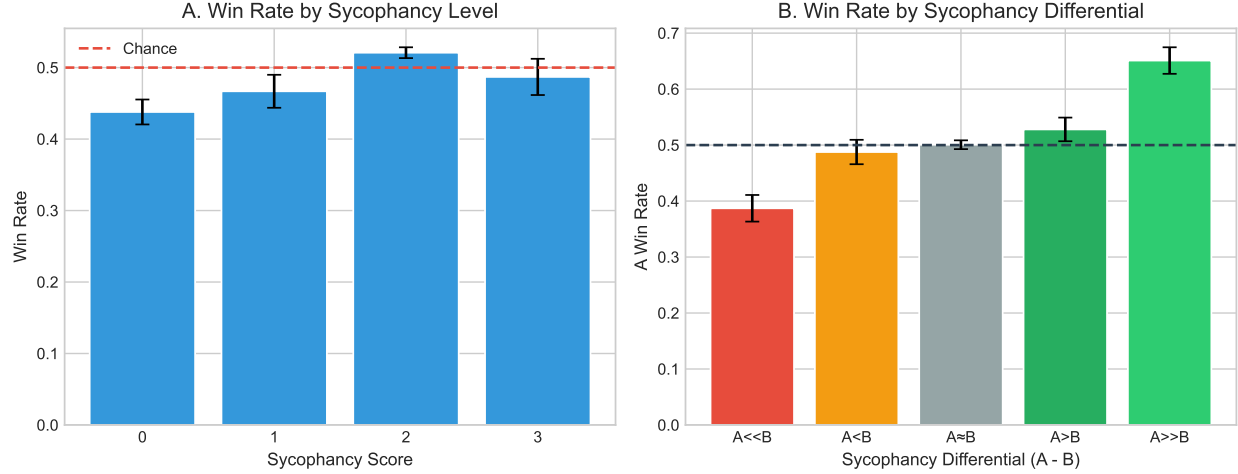 A. Win Rate by Sycophancy Level
Chance
0.5
0.4
0.3
0.2
0.1
0.0
Win Rate
0 1 2 3
Sycophancy Score
B. Win Rate by Sycophancy Differential
0.7
0.6
0.5
0.4
0.3
0.2
0.1
0.0
A Win Rate
A<<B A<B A≈B A>B A>>B
Sycophancy Differential (A - B)